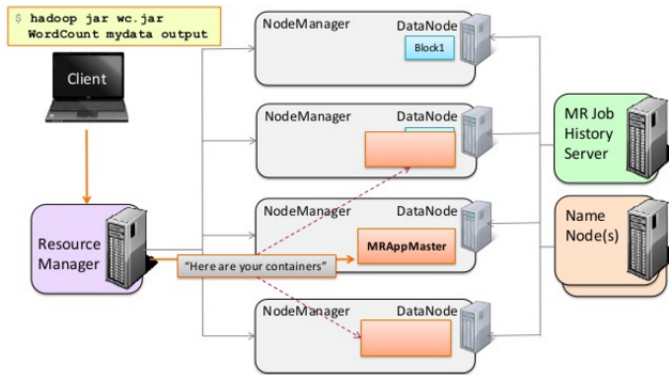 $ hadoop jar wc.jar
WordCount mydata output
Client
Resource
Manager
NodeManager
DataNode
Block1
NodeManager
DataNode
NodeManager
DataNode
MRAppMaster
"Here are your containers"
NodeManager
DataNode
MR Job
History
Server
Name
Node(s)